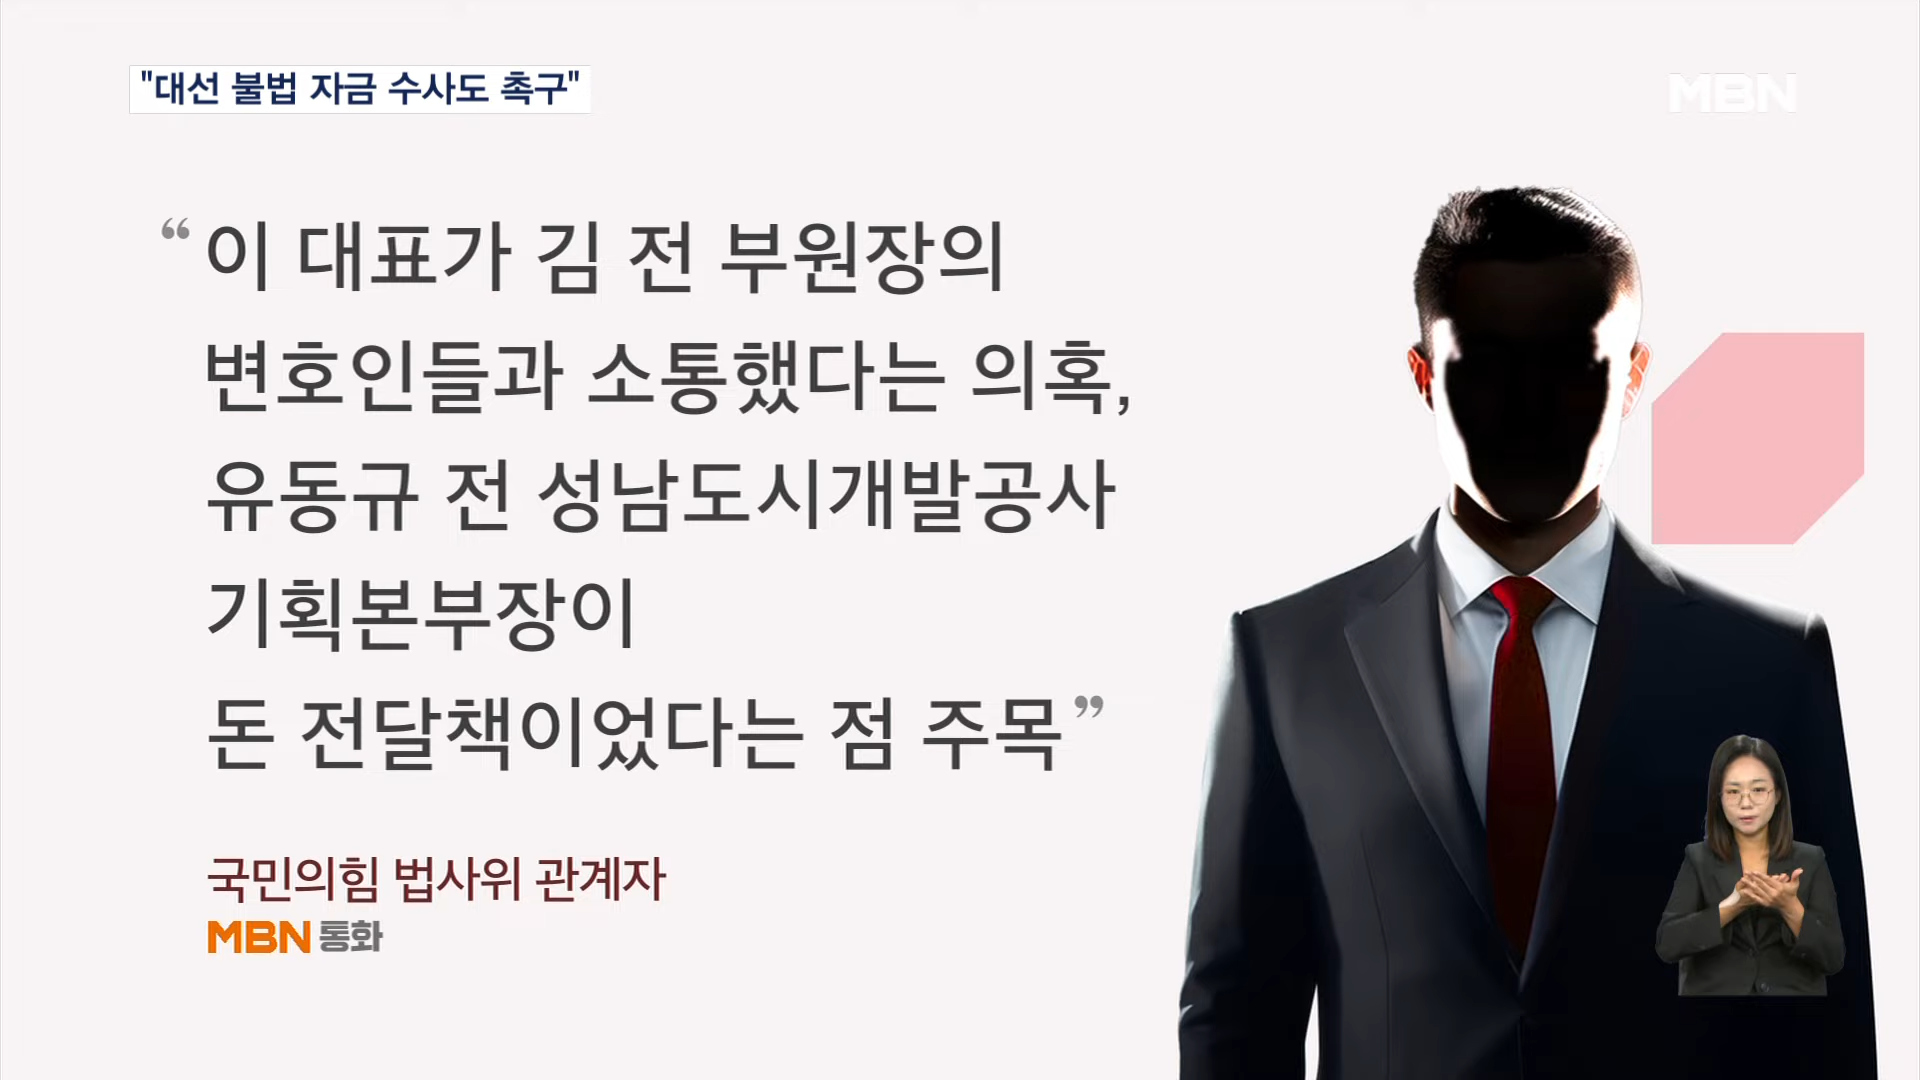 "대선 불법 자금 수사도 촉구"
MBN
“이 대표가 김 전 부원장의
변호인들과 소통했다는 의혹,
유동규 전 성남도시개발공사
기획본부장이
돈 전달책이었다는 점 주목”
국민의힘 법사위 관계자
MBN 통화